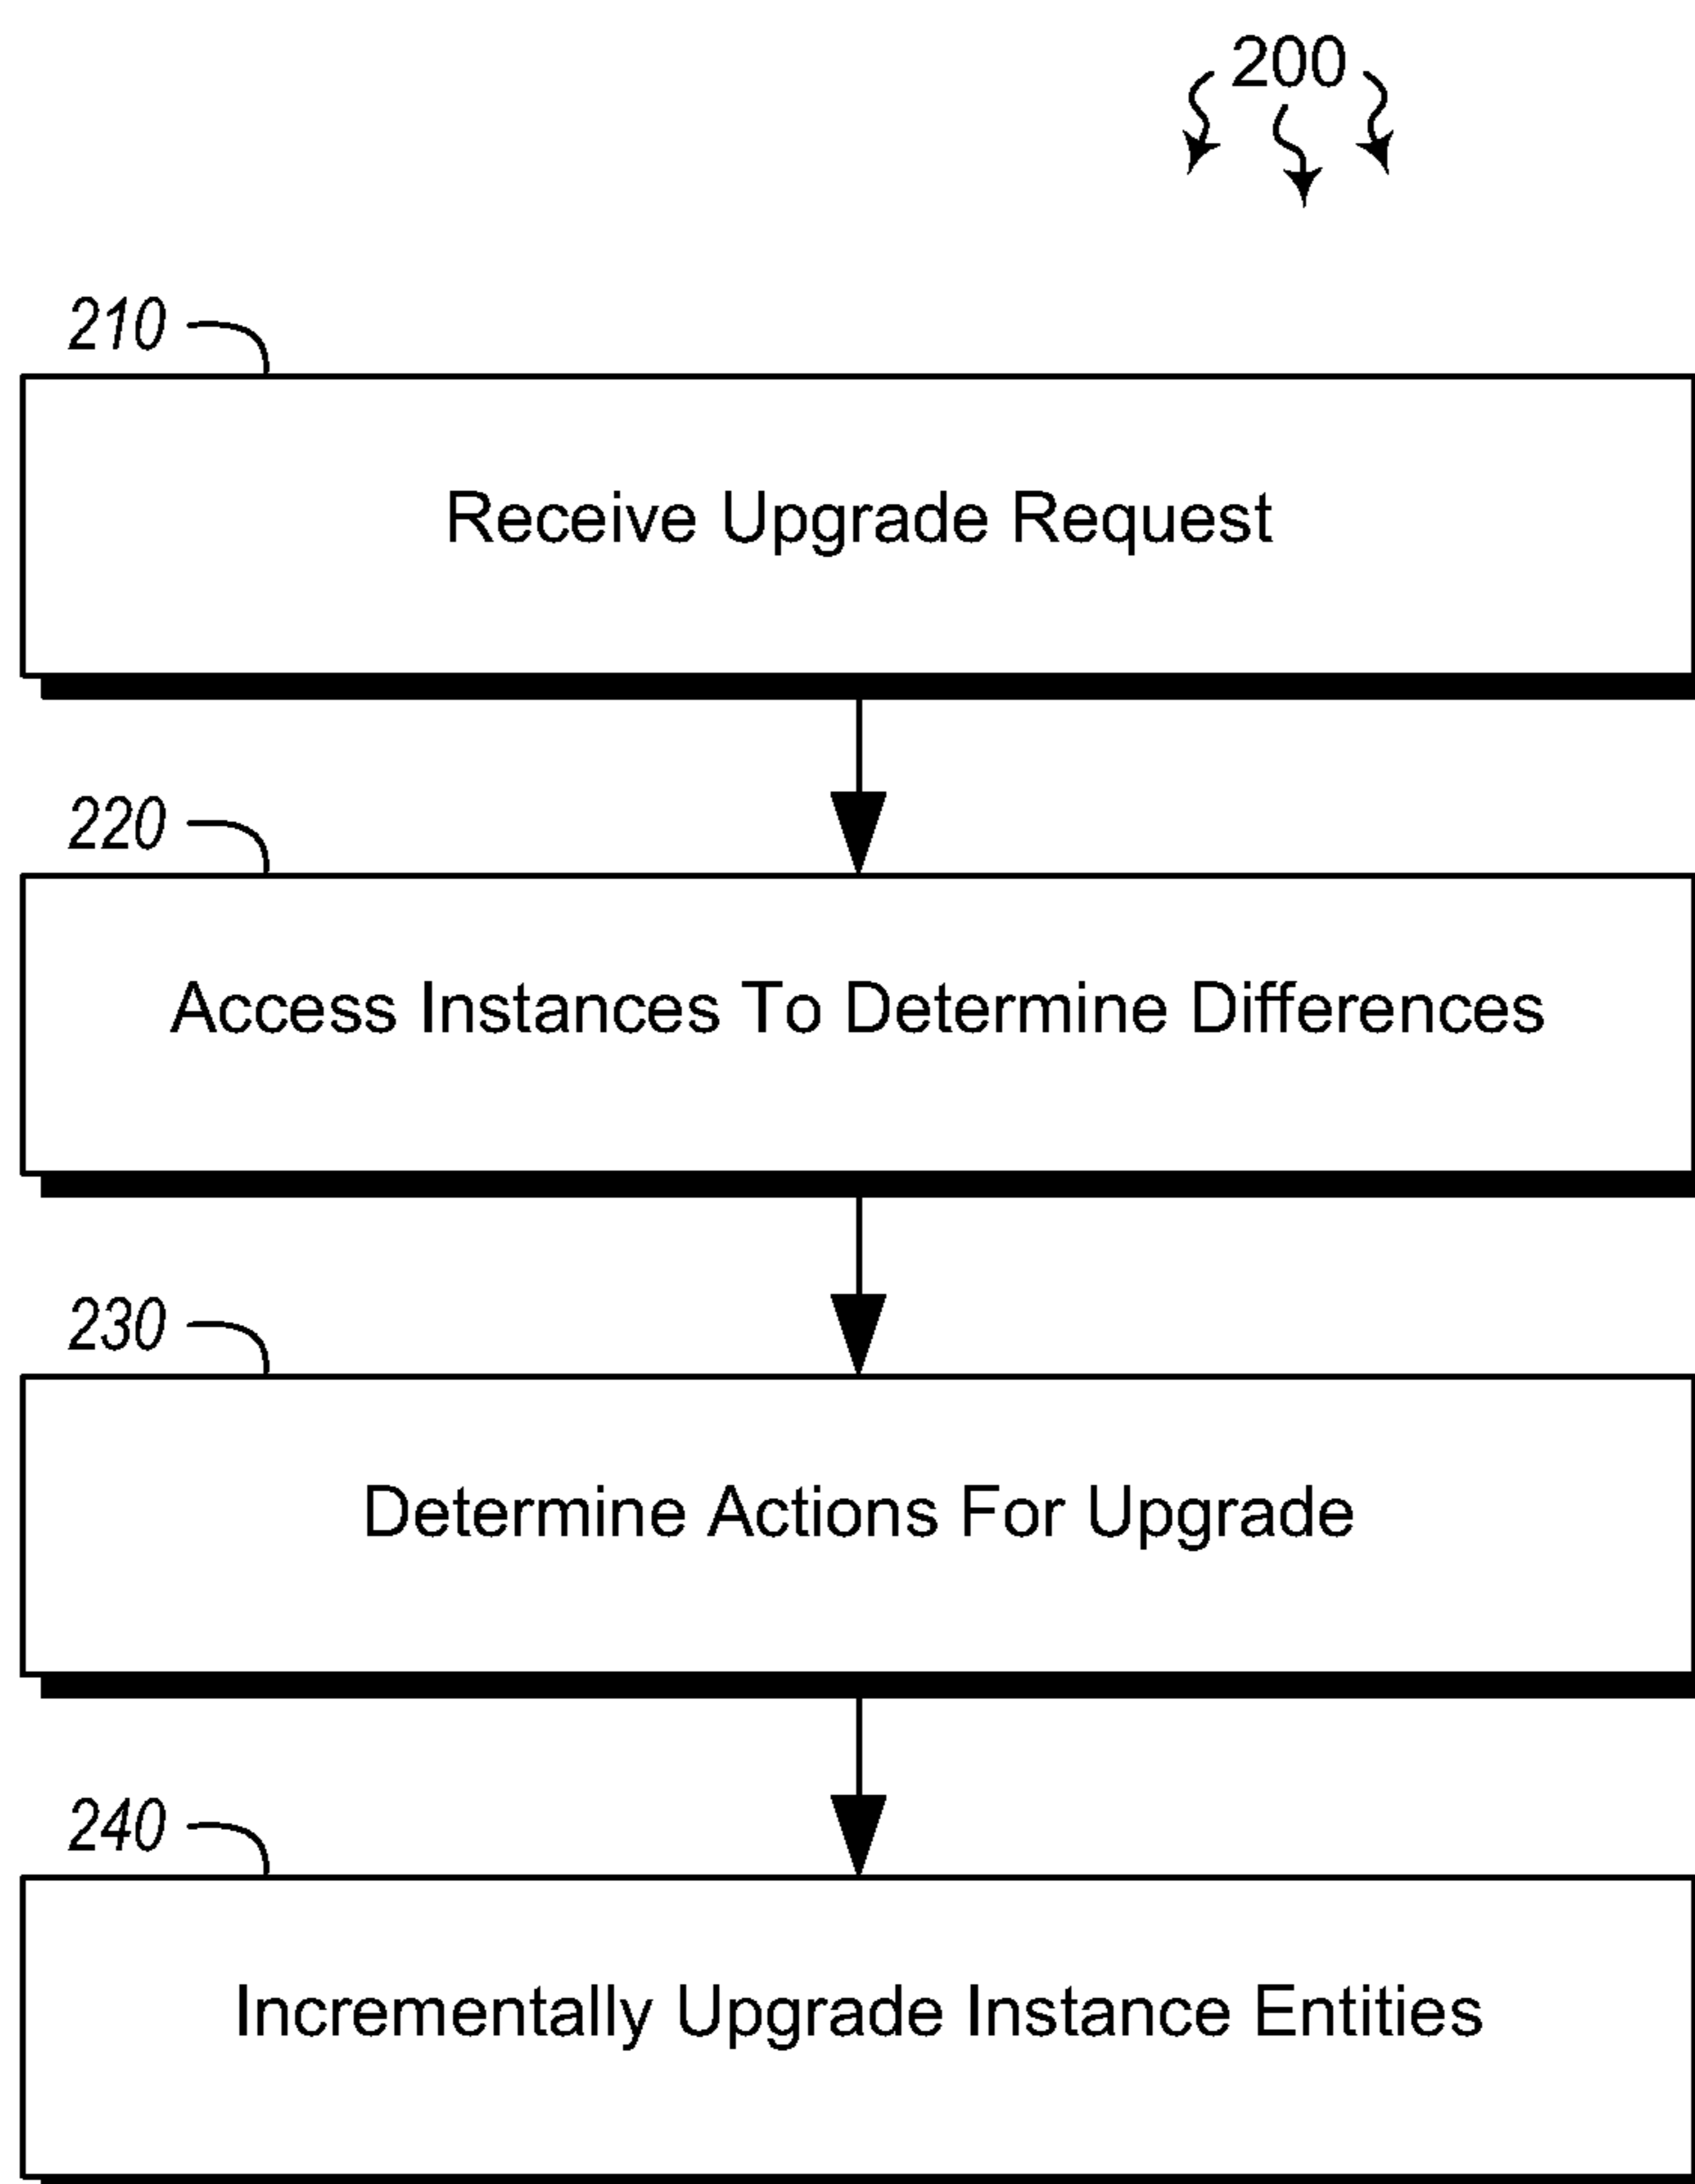 200
210
Receive Upgrade Request
220
Access Instances To Determine Differences
230
Determine Actions For Upgrade
240
Incrementally Upgrade Instance Entities